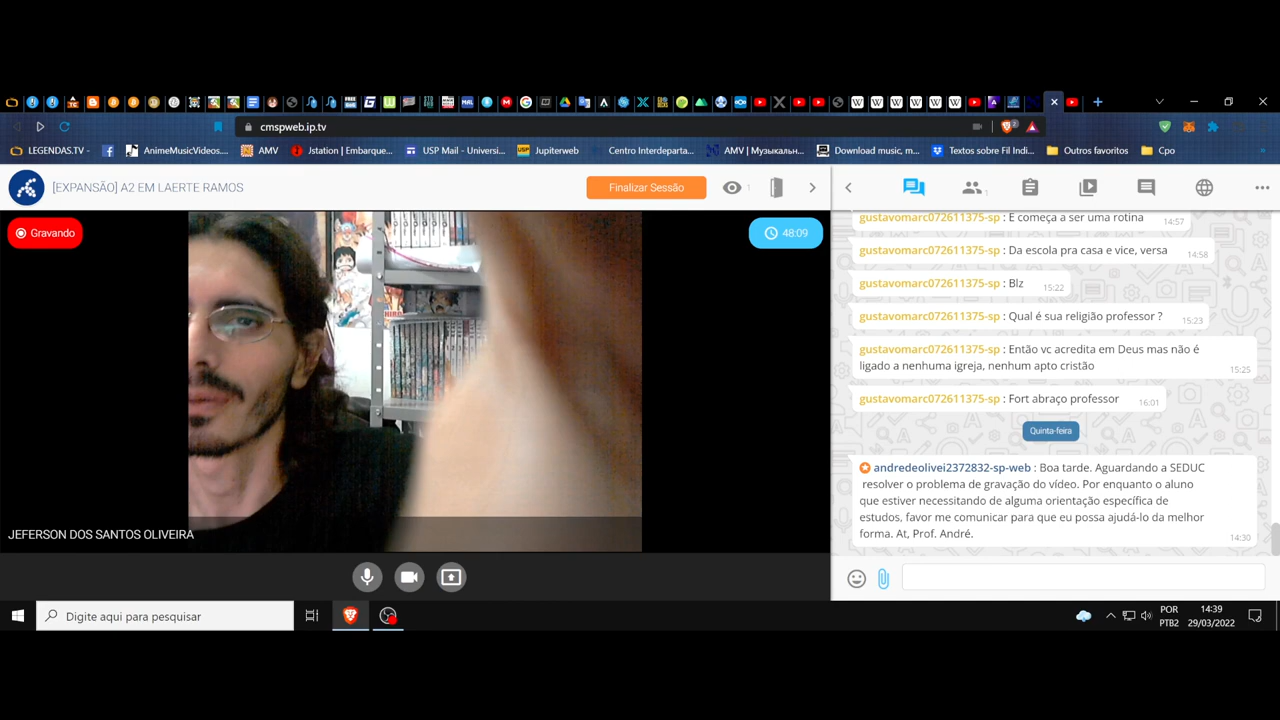 cmspweb.ip.tv
2
LEGENDAS.TV -
AnimeMusicVideos....
AMV
Jstation | Embarque...
USP Mail - Universi...
Jupiterweb
Centro Interdeparta...
AMV | Музыкальн...
Download music, m...
Textos sobre Fil Indi...
Outros favoritos
Cpo
[EXPANSÃO] A2 EM LAERTE RAMOS
Finalizar Sessão
1
1
Gravando
48:09
JEFERSON DOS SANTOS OLIVEIRA
gustavomarc072611375-sp : E começa a ser uma rotina
14:57
gustavomarc072611375-sp : Da escola pra casa e vice, versa
14:58
gustavomarc072611375-sp : Blz
15:22
gustavomarc072611375-sp : Qual é sua religião professor ?
15:23
gustavomarc072611375-sp : Então vc acredita em Deus mas não é
ligado a nenhuma igreja, nenhum apto cristão
15:25
gustavomarc072611375-sp : Fort abraço professor
16:01
Quinta-feira
andredeolivei2372832-sp-web : Boa tarde. Aguardando a SEDUC
resolver o problema de gravação do vídeo. Por enquanto o aluno
que estiver necessitando de alguma orientação específica de
estudos, favor me comunicar para que eu possa ajudá-lo da melhor
forma. At, Prof. André.
14:30
Digite aqui para pesquisar
POR
PTB2
14:39
29/03/2022